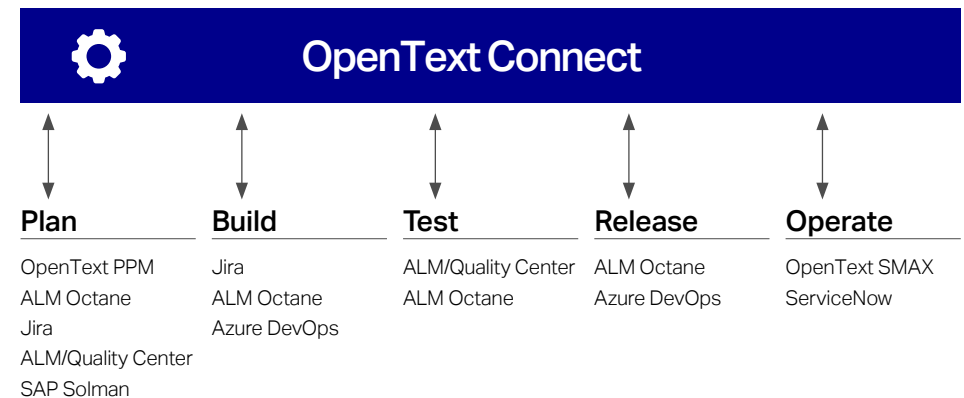 OpenText Connect
Plan
OpenText PPM
ALM Octane
Jira
ALM/Quality Center
SAP Solman
Build
Jira
ALM Octane
Azure DevOps
Test
ALM/Quality Center
ALM Octane
Release
ALM Octane
Azure DevOps
Operate
OpenText SMAX
ServiceNow